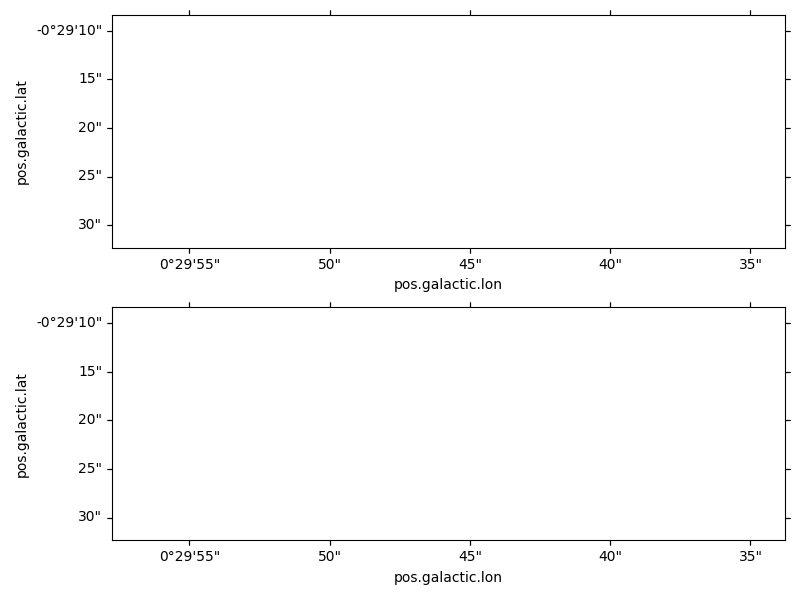 -0°29'10"
15"
20"
25"
30"
pos.galactic.lat
0°29'55" 50" 45" 40" 35"
pos.galactic.lon
-0°29'10"
15"
20"
25"
30"
pos.galactic.lat
0°29'55" 50" 45" 40" 35"
pos.galactic.lon